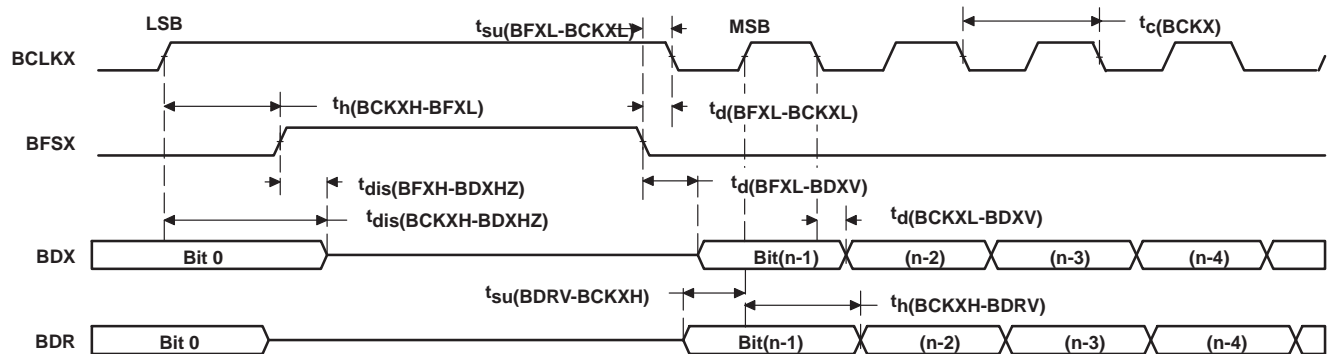 LSB
tsu(BFXL-BCKXL)
MSB
tc(BCKX)
BCLKX
th(BCKXH-BFXL)
td(BFXL-BCKXL)
BFSX
tdis(BFXH-BDXHZ)
td(BFXL-BDXV)
tdis(BCKXH-BDXHZ)
td(BCKXL-BDXV)
BDX Bit 0 Bit(n-1) (n-2) (n-3) (n-4)
tsu(BDRV-BCKXH)
th(BCKXH-BDRV)
BDR Bit 0 Bit(n-1) (n-2) (n-3) (n-4)